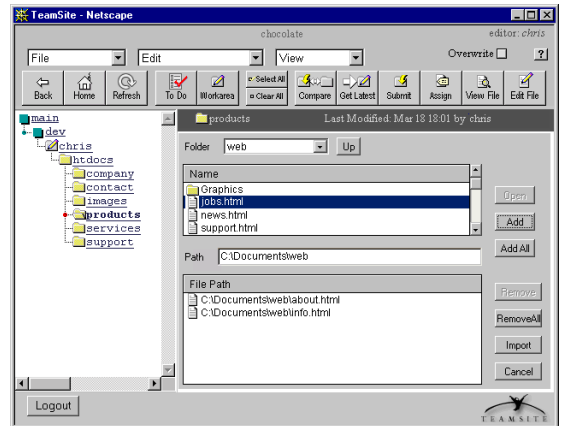 TeamSite - Netscape
chocolate editor: chris
File Edit View Overwrite ?
Back Home Refresh To Do Workarea Select All Clear All Compare Get Latest Submit Assign View File Edit File
main
dev
chris
htdocs
company
contact
images
products
services
support
products Last Modified: Mar 18 18:01 by chris
Folder web Up
Name
Graphics
jobs.html
news.html
support.html
Open
Add
Add All
Path C:\Documents\web
File Path
C:\Documents\web\about.html
C:\Documents\web\info.html
Remove
RemoveAll
Import
Cancel
Logout
TEAMSITE